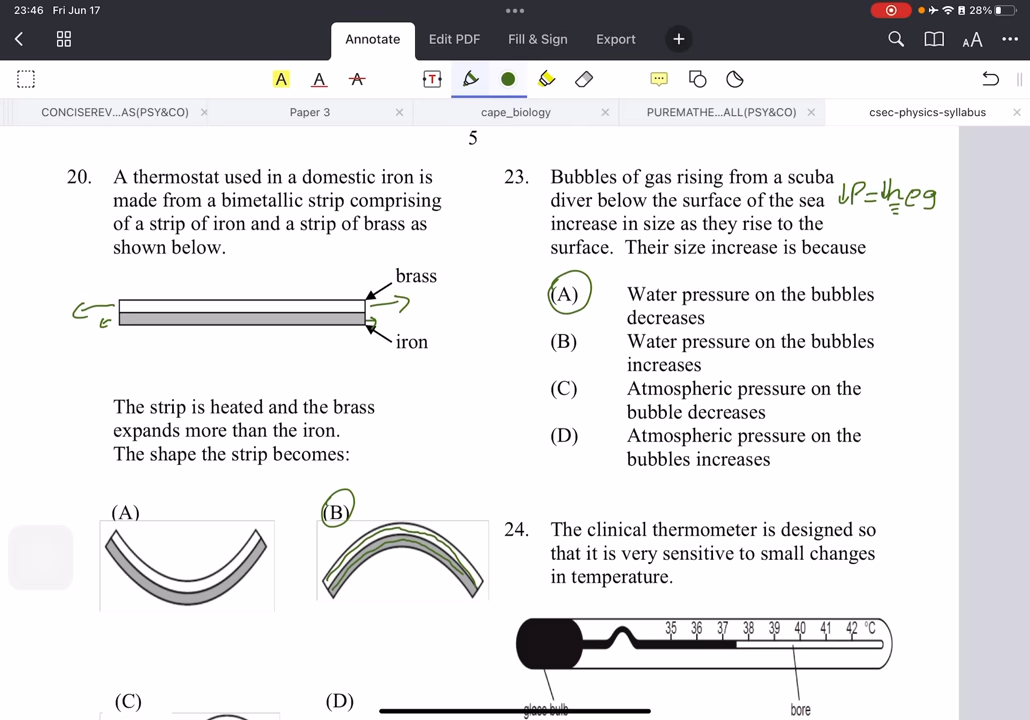 23:46 Fri Jun 17
28%
Annotate
Edit PDF
Fill & Sign
Export
AA
A A A T
CONCISEREV...AS(PSY&CO)
Paper 3
cape_biology
PUREMATHE...ALL(PSY&CO)
csec-physics-syllabus
5
20. A thermostat used in a domestic iron is
made from a bimetallic strip comprising
of a strip of iron and a strip of brass as
shown below.
brass
iron
The strip is heated and the brass
expands more than the iron.
The shape the strip becomes:
(A)
(B)
(C)
(D)
23. Bubbles of gas rising from a scuba
diver below the surface of the sea
increase in size as they rise to the
surface. Their size increase is because
↓P=↓hρg
(A) Water pressure on the bubbles
decreases
(B) Water pressure on the bubbles
increases
(C) Atmospheric pressure on the
bubble decreases
(D) Atmospheric pressure on the
bubbles increases
24. The clinical thermometer is designed so
that it is very sensitive to small changes
in temperature.
35 36 37 38 39 40 41 42 °C
glass bulb
bore